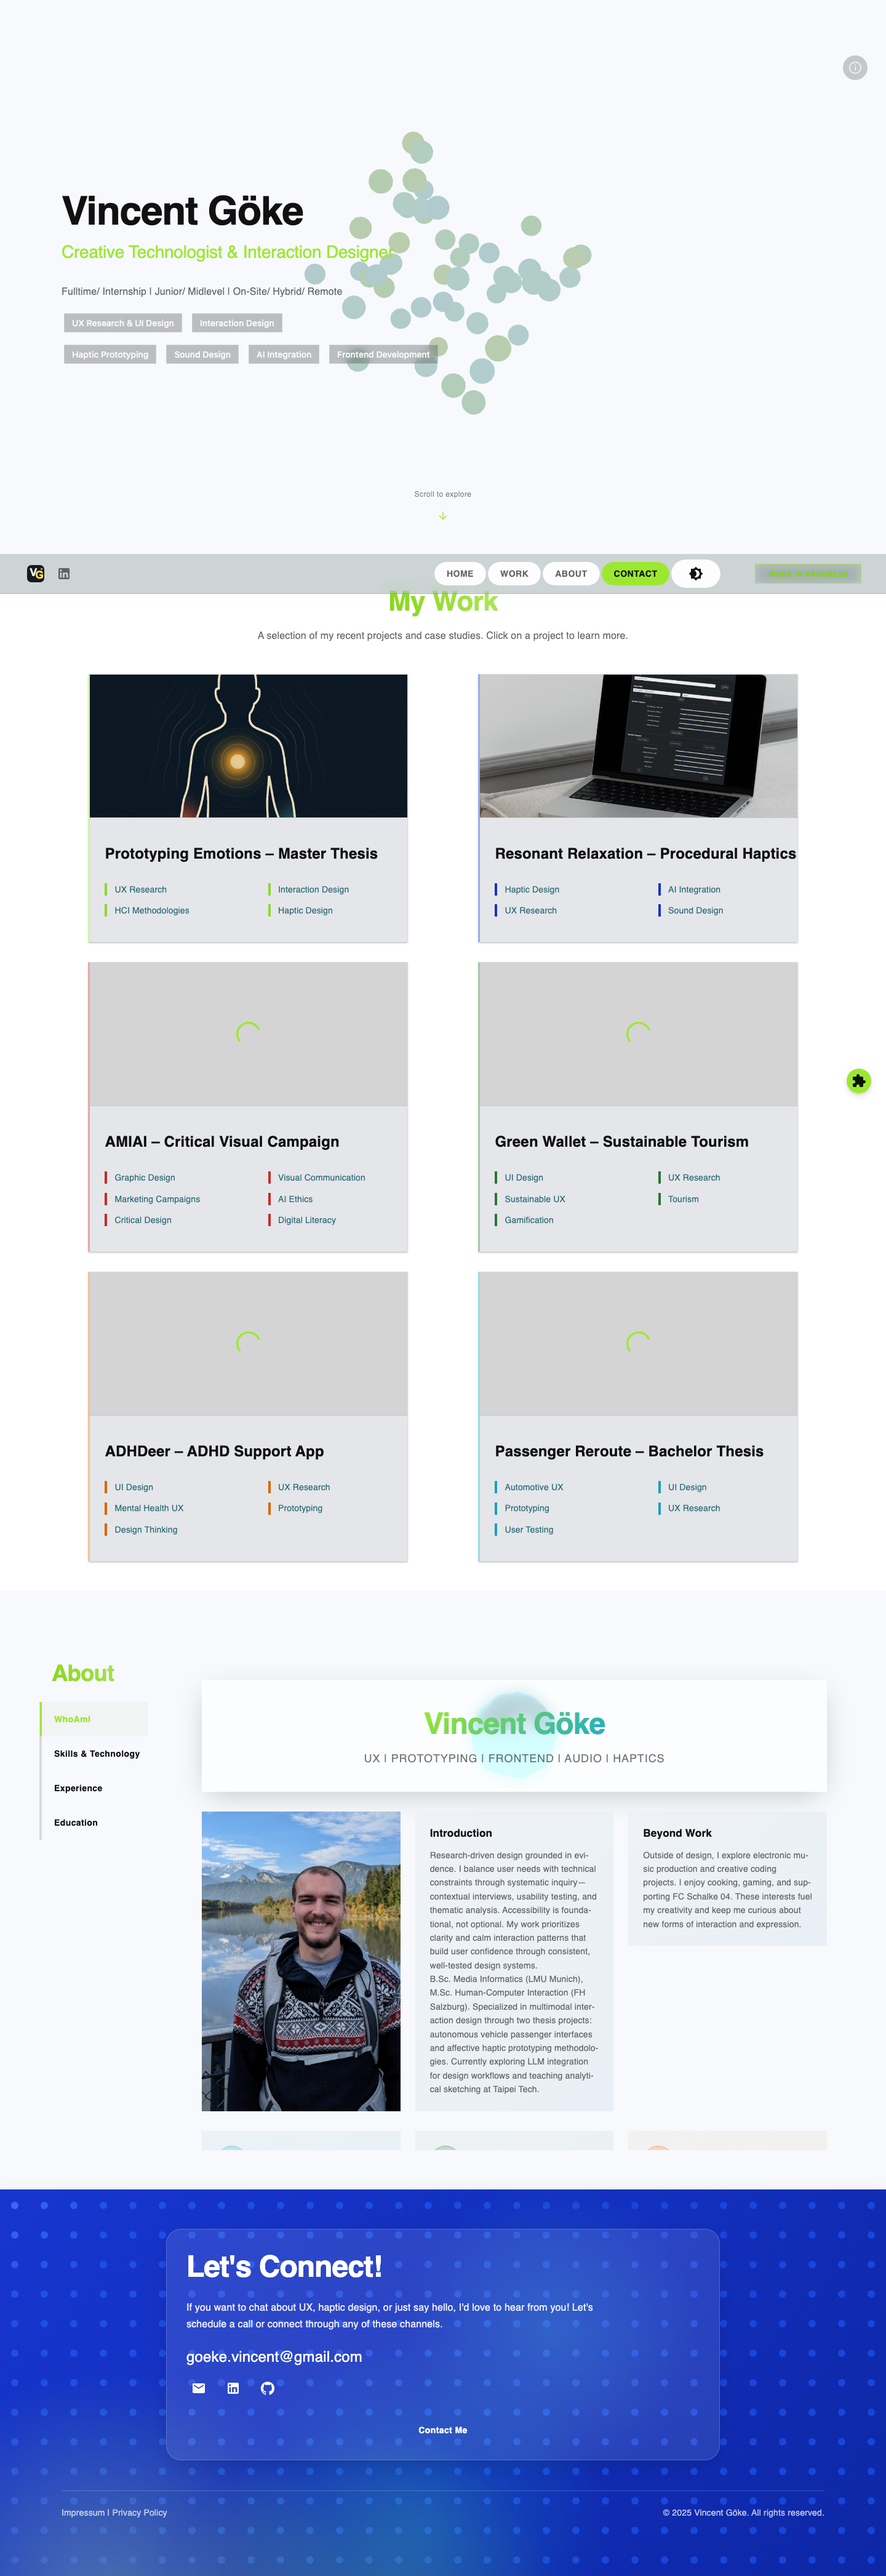 Vincent Göke
Creative Technologist & Interaction Designer
Fulltime/ Internship | Junior/ Midlevel | On-Site/ Hybrid/ Remote
UX Research & UI Design
Interaction Design
Haptic Prototyping
Sound Design
AI Integration
Frontend Development
Scroll to explore
VG
HOME
WORK
ABOUT
CONTACT
My Work
A selection of my recent projects and case studies. Click on a project to learn more.
Prototyping Emotions – Master Thesis
UX Research
Interaction Design
HCI Methodologies
Haptic Design
Resonant Relaxation – Procedural Haptics
Haptic Design
AI Integration
UX Research
Sound Design
AMIAI – Critical Visual Campaign
Graphic Design
Visual Communication
Marketing Campaigns
AI Ethics
Critical Design
Digital Literacy
Green Wallet – Sustainable Tourism
UI Design
UX Research
Sustainable UX
Tourism
Gamification
ADHDeer – ADHD Support App
UI Design
UX Research
Mental Health UX
Prototyping
Design Thinking
Passenger Reroute – Bachelor Thesis
Automotive UX
UI Design
Prototyping
UX Research
User Testing
About
WhoAmI
Skills & Technology
Experience
Education
Vincent Göke
UX | PROTOTYPING | FRONTEND | AUDIO | HAPTICS
Introduction
Research-driven design grounded in evi-
dence. I balance user needs with technical
constraints through systematic inquiry—
contextual interviews, usability testing, and
thematic analysis. Accessibility is founda-
tional, not optional. My work prioritizes
clarity and calm interaction patterns that
build user confidence through consistent,
well-tested design systems.
B.Sc. Media Informatics (LMU Munich),
M.Sc. Human-Computer Interaction (FH
Salzburg). Specialized in multimodal inter-
action design through two thesis projects:
autonomous vehicle passenger interfaces
and affective haptic prototyping methodolo-
gies. Currently exploring LLM integration
for design workflows and teaching analyti-
cal sketching at Taipei Tech.
Beyond Work
Outside of design, I explore electronic mu-
sic production and creative coding
projects. I enjoy cooking, gaming, and sup-
porting FC Schalke 04. These interests fuel
my creativity and keep me curious about
new forms of interaction and expression.
Let's Connect!
If you want to chat about UX, haptic design, or just say hello, I'd love to hear from you! Let's
schedule a call or connect through any of these channels.
goeke.vincent@gmail.com
Contact Me
Impressum | Privacy Policy
© 2025 Vincent Göke. All rights reserved.